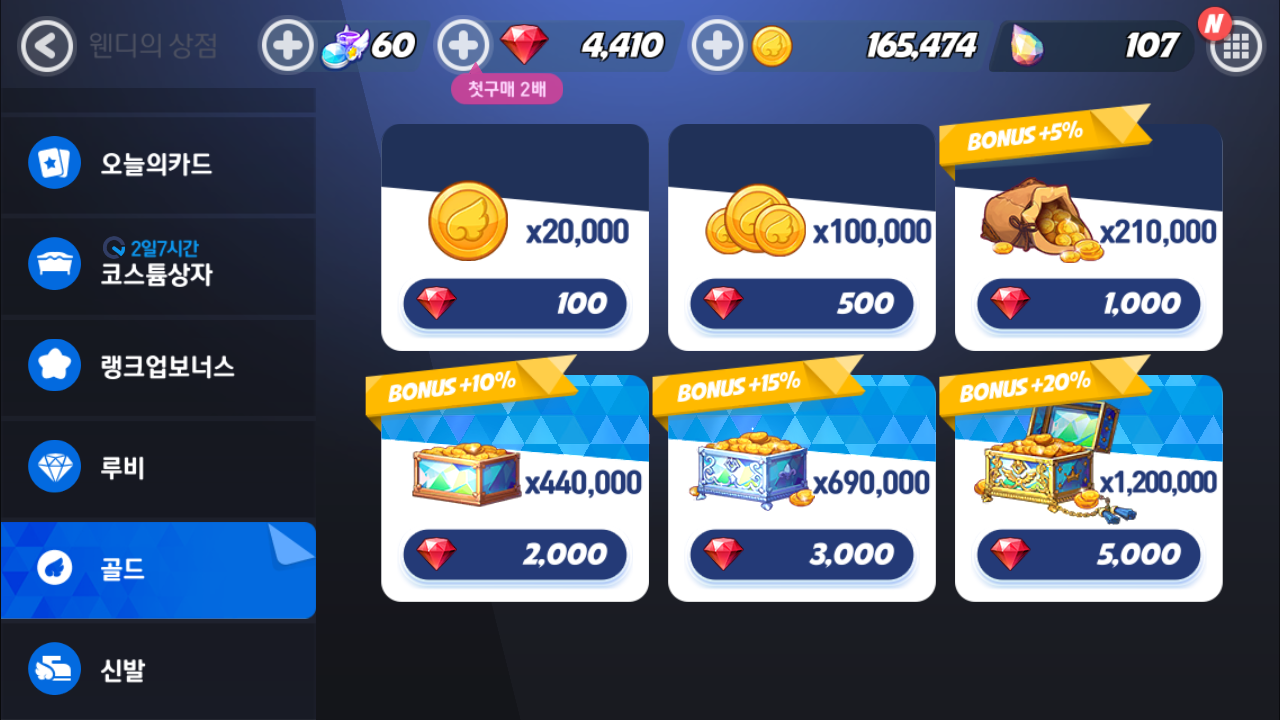 웬디의 상점
60
4,410
165,474
107
N
첫구매 2배
오늘의카드
2일7시간
코스튬상자
랭크업보너스
루비
골드
신발
x20,000
100
x100,000
500
BONUS +5%
x210,000
1,000
BONUS +10%
x440,000
2,000
BONUS +15%
x690,000
3,000
BONUS +20%
x1,200,000
5,000